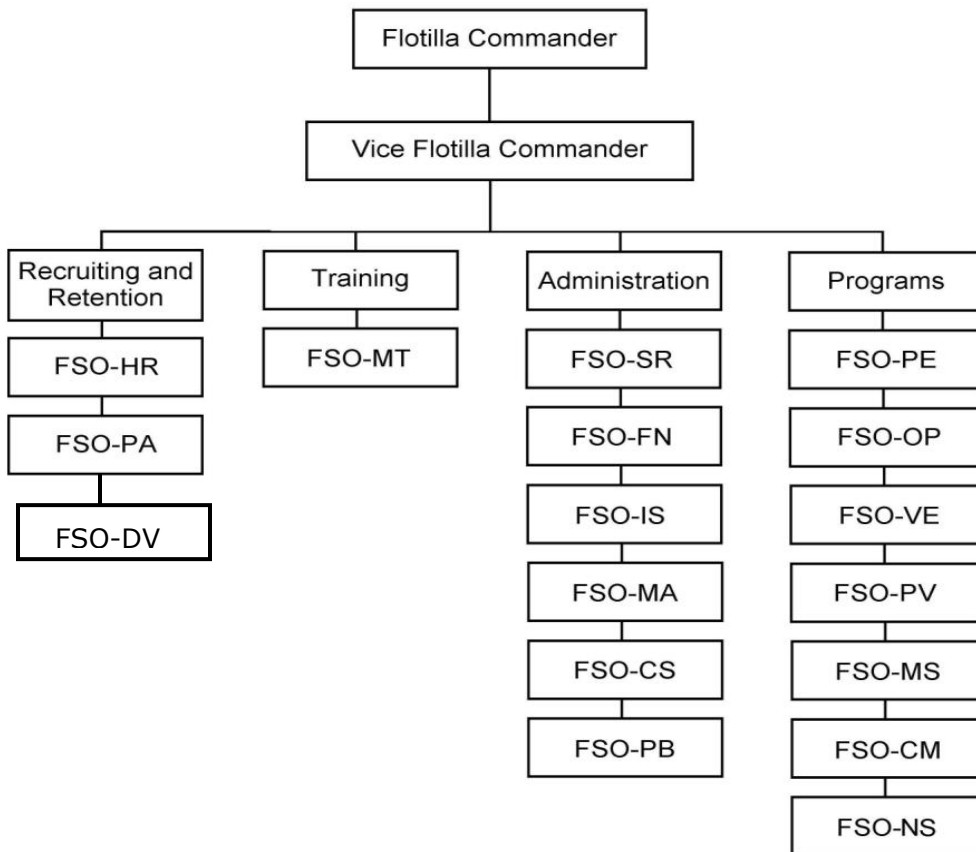 Flotilla Commander
Vice Flotilla Commander
Recruiting and
Retention
FSO-HR
FSO-PA
FSO-DV
Training
FSO-MT
Administration
FSO-SR
FSO-FN
FSO-IS
FSO-MA
FSO-CS
FSO-PB
Programs
FSO-PE
FSO-OP
FSO-VE
FSO-PV
FSO-MS
FSO-CM
FSO-NS